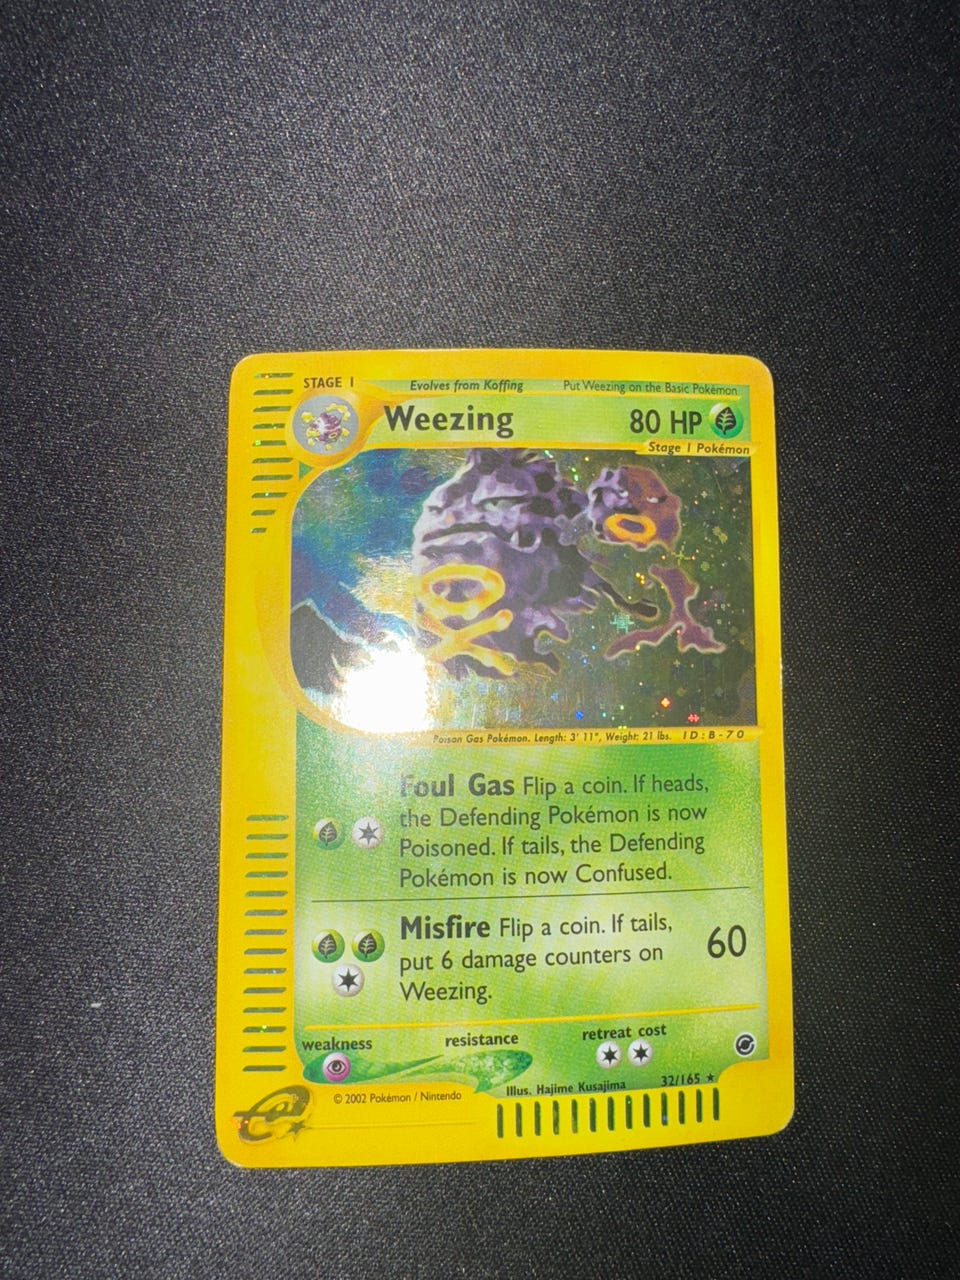 STAGE 1 Evolves from Koffing Put Weezing on the Basic Pokémon
Weezing 80 HP
Stage 1 Pokémon
Poison Gas Pokémon. Length: 3' 11", Weight: 21 lbs. ID:B-70
Foul Gas Flip a coin. If heads,
the Defending Pokémon is now
Poisoned. If tails, the Defending
Pokémon is now Confused.
Misfire Flip a coin. If tails,
put 6 damage counters on
Weezing.
60
weakness resistance retreat cost
Illus. Hajime Kusajima 32/165 ★
© 2002 Pokémon / Nintendo
e